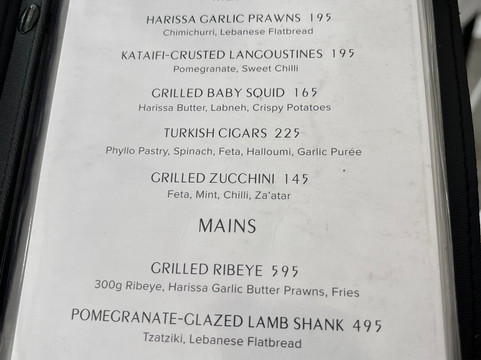 HARISSA GARLIC PRAWNS 195
Chimichurri, Lebanese Flatbread
KATAIFI-CRUSTED LANGOUSTINES 195
Pomegranate, Sweet Chilli
GRILLED BABY SQUID 165
Harissa Butter, Labneh, Crispy Potatoes
TURKISH CIGARS 225
Phyllo Pastry, Spinach, Feta, Halloumi, Garlic Purée
GRILLED ZUCCHINI 145
Feta, Mint, Chilli, Za'atar
MAINS
GRILLED RIBEYE 595
300g Ribeye, Harissa Garlic Butter Prawns, Fries
POMEGRANATE-GLAZED LAMB SHANK 495
Tzatziki, Lebanese Flatbread